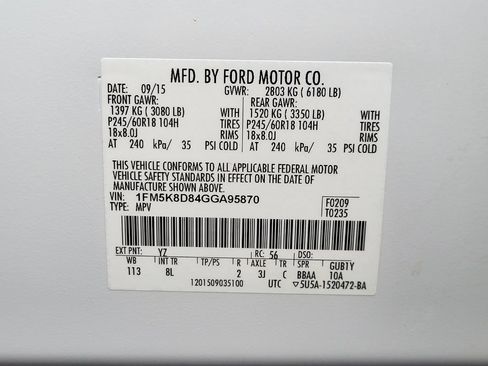 MFD. BY FORD MOTOR CO.
DATE: 09/15 GVWR: 2803 KG ( 6180 LB)
FRONT GAWR: REAR GAWR:
1397 KG ( 3080 LB) WITH 1520 KG ( 3350 LB) WITH
P245/60R18 104H TIRES P245/60R18 104H TIRES
18x8.0J RIMS 18x8.0J RIMS
AT 240 kPa/ 35 PSI COLD AT 240 kPa/ 35 PSI COLD
THIS VEHICLE CONFORMS TO ALL APPLICABLE FEDERAL MOTOR
VEHICLE SAFETY STANDARDS IN EFFECT ON THE DATE OF
MANUFACTURE SHOWN ABOVE.
VIN: 1FM5K8D84GGA95870 F0209
TYPE: MPV T0235
EXT PNT: YZ RC: 56 DSO:
WB INT TR TP/PS R AXLE TR SPR GUB1Y
113 8L 2 3J C BBAA 10A
1201509035100 UTC ▽5U5A-1520472-BA